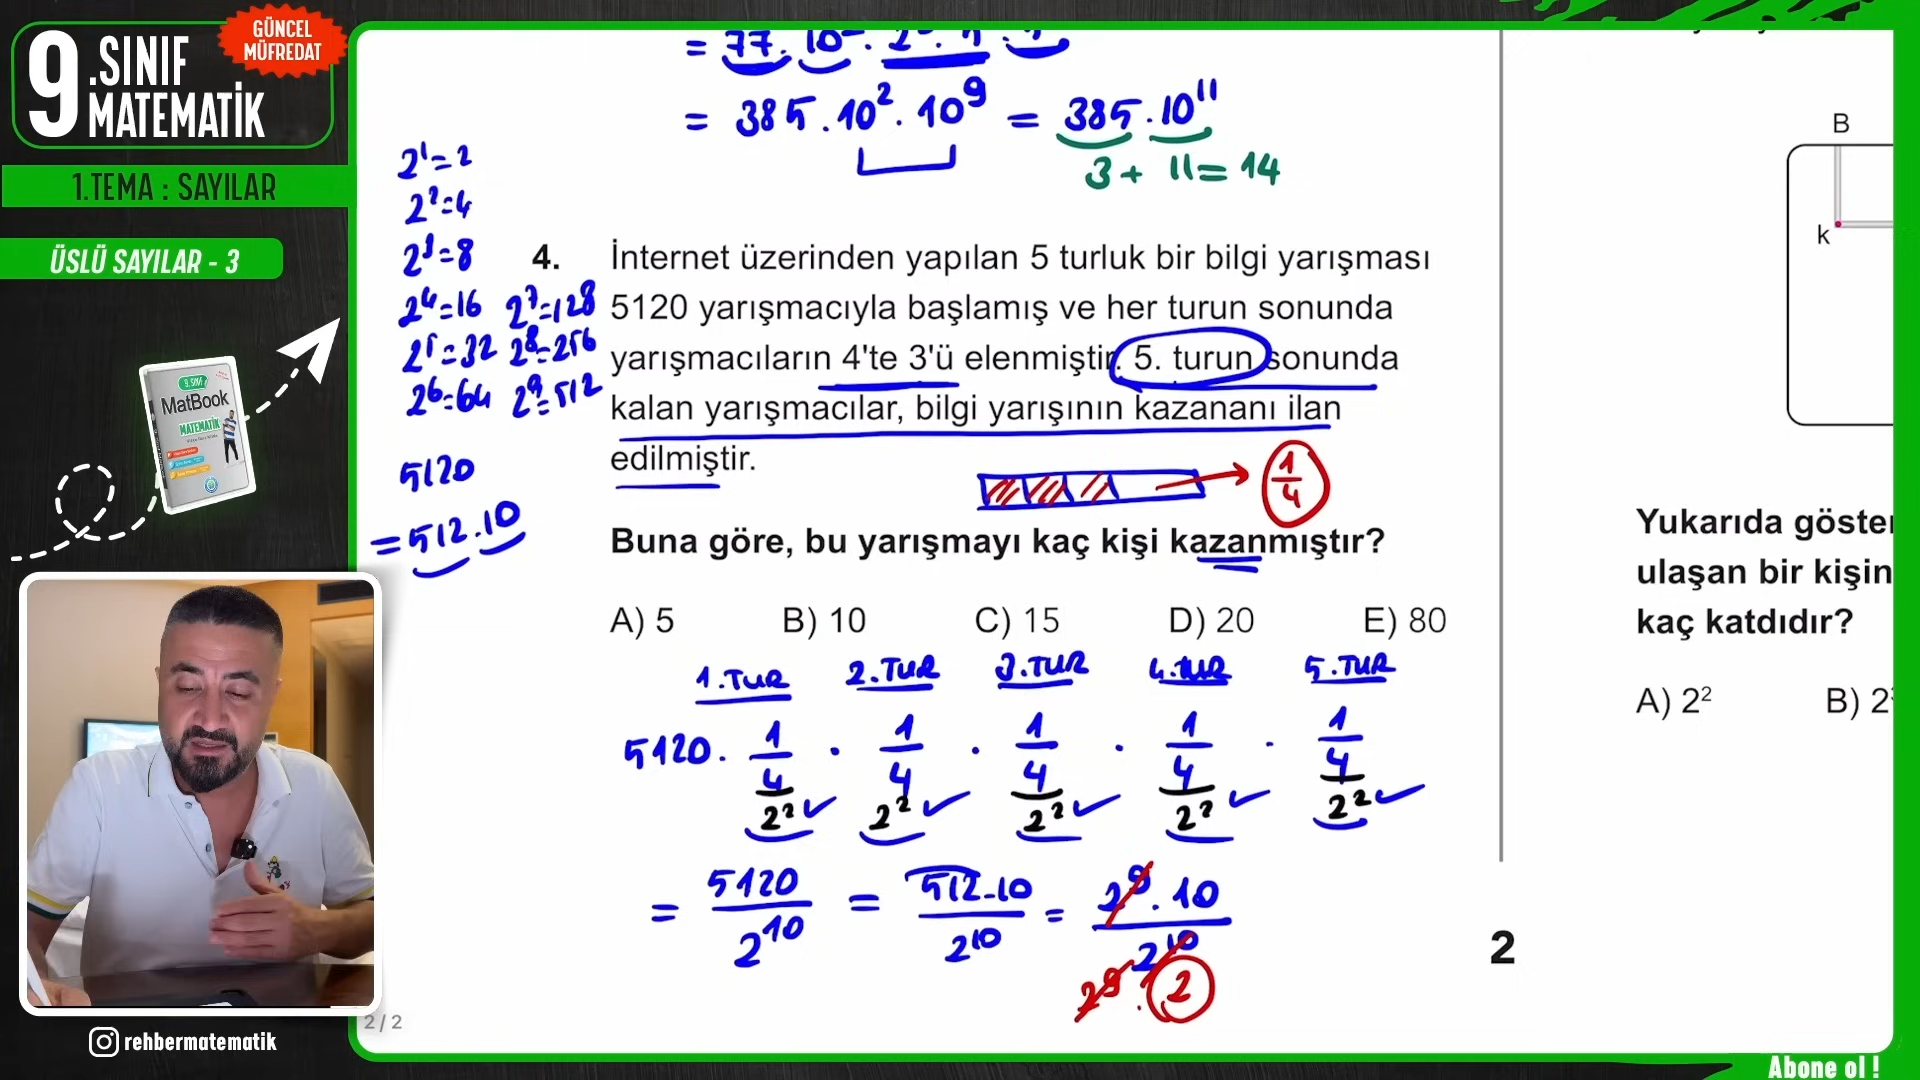 9
.SINIF
MATEMATİK
GÜNCEL
MÜFREDAT
1.TEMA : SAYILAR
ÜSLÜ SAYILAR - 3
9. SINIF
MatBook
MATEMATİK
rehbermatematik
= 385.10² . 10⁹ = 385.10¹¹
3 + 11 = 14
2¹=2
2²=4
2³=8
2⁴=16 2⁷=128
2⁵=32 2⁸=256
2⁶=64 2⁹=512
5120
=512.10
4. İnternet üzerinden yapılan 5 turluk bir bilgi yarışması
5120 yarışmacıyla başlamış ve her turun sonunda
yarışmacıların 4'te 3'ü elenmiştir. 5. turun sonunda
kalan yarışmacılar, bilgi yarışının kazananı ilan
edilmiştir.
1/4
Buna göre, bu yarışmayı kaç kişi kazanmıştır?
A) 5 B) 10 C) 15 D) 20 E) 80
1.TUR 2.TUR 3.TUR 4.TUR 5.TUR
5120 . 1/4 . 1/4 . 1/4 . 1/4 . 1/4
2² 2² 2² 2² 2²
= 5120/2¹⁰ = 512.10/2¹⁰ = 2⁹.10/2¹⁰
2⁹ . 2
2/2
B
k
Yukarıda göste
ulaşan bir kişin
kaç katdıdır?
A) 2² B) 2
2
Abone ol !